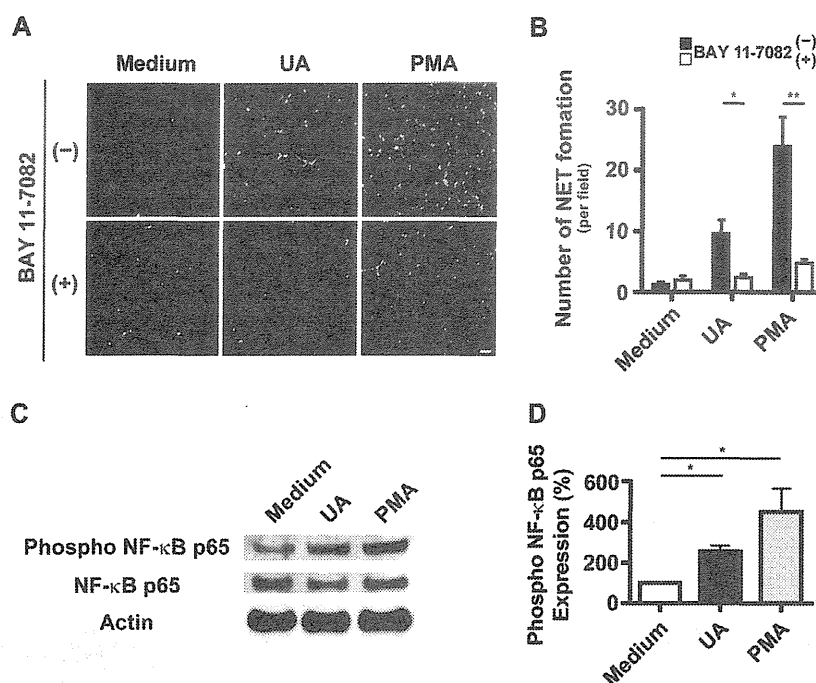 A
Medium UA PMA
BAY 11-7082
(−)
(+)
B
BAY 11-7082 (−)
(+)
Number of NET fomation
(per field)
30
20
10
0
* **
Medium UA PMA
C
Medium UA PMA
Phospho NF-κB p65
NF-κB p65
Actin
D
Phospho NF-κB p65
Expression (%)
600
400
200
0
*
*
Medium UA PMA